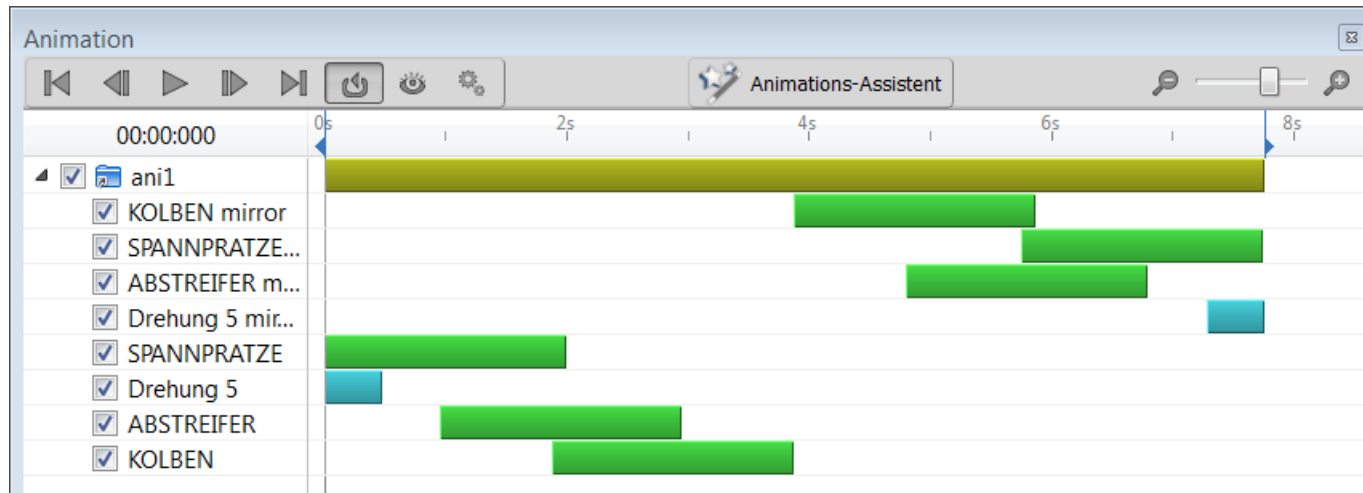 Animation
Animations-Assistent
00:00:000 0s 2s 4s 6s 8s
ani1
KOLBEN mirror
SPANNPRATZE...
ABSTREIFER m...
Drehung 5 mir...
SPANNPRATZE
Drehung 5
ABSTREIFER
KOLBEN